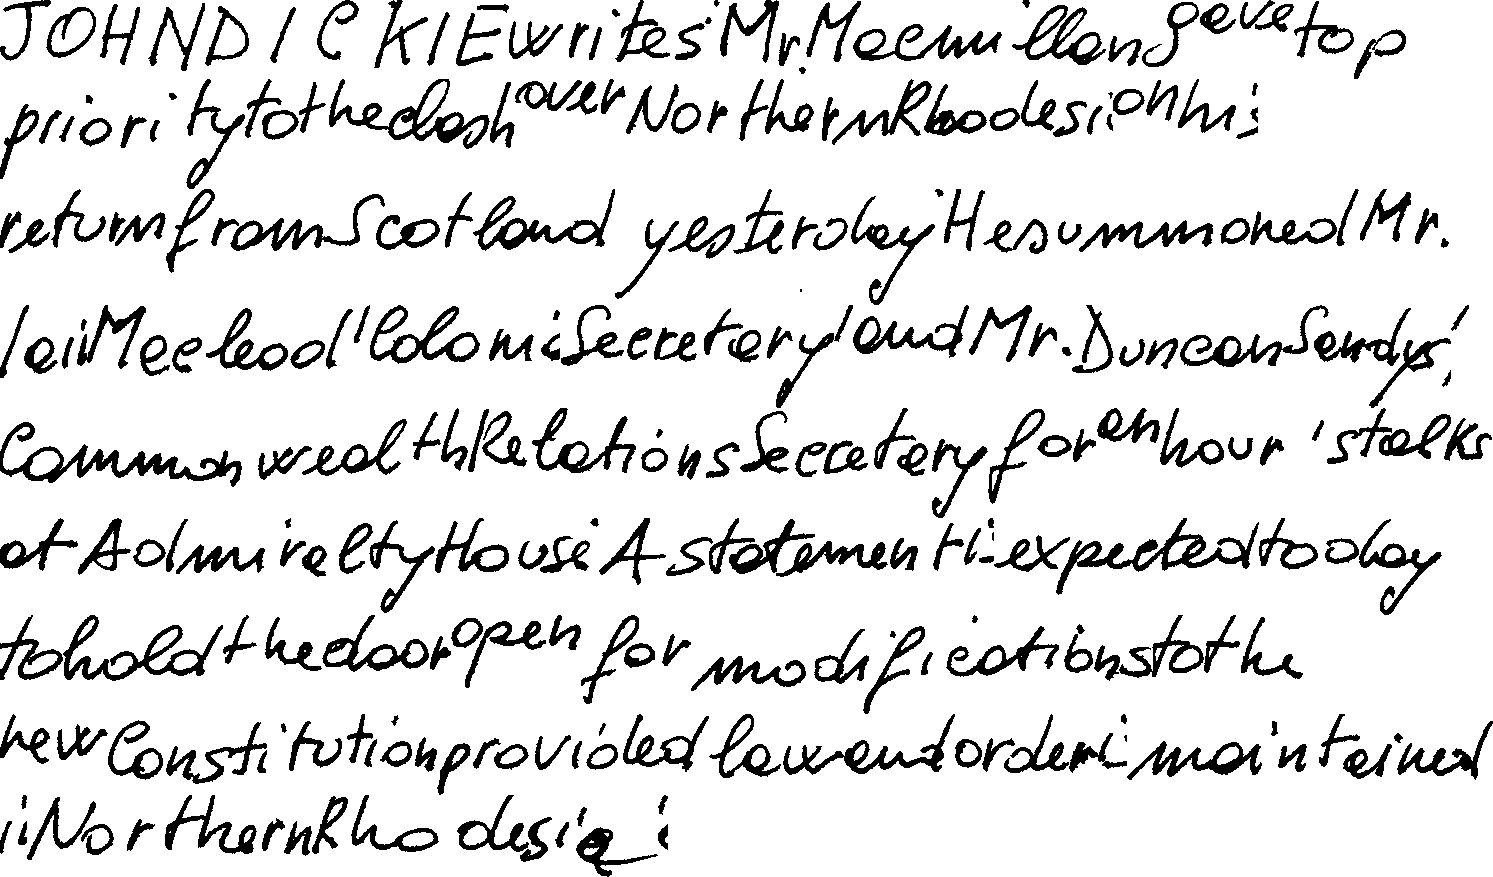 JOHN DICKIE writes: Mr. Macmillan gave top
priority to the clash over Northern Rhodesia on his
return from Scotland yesterday. He summoned Mr.
Iain Macleod, Colonial Secretary, and Mr. Duncan Sandys,
Commonwealth Relations Secretary, for an hour's talks
at Admiralty House. A statement is expected today
to hold the door open for modifications to the
new Constitution provided law and order is maintained
in Northern Rhodesia.